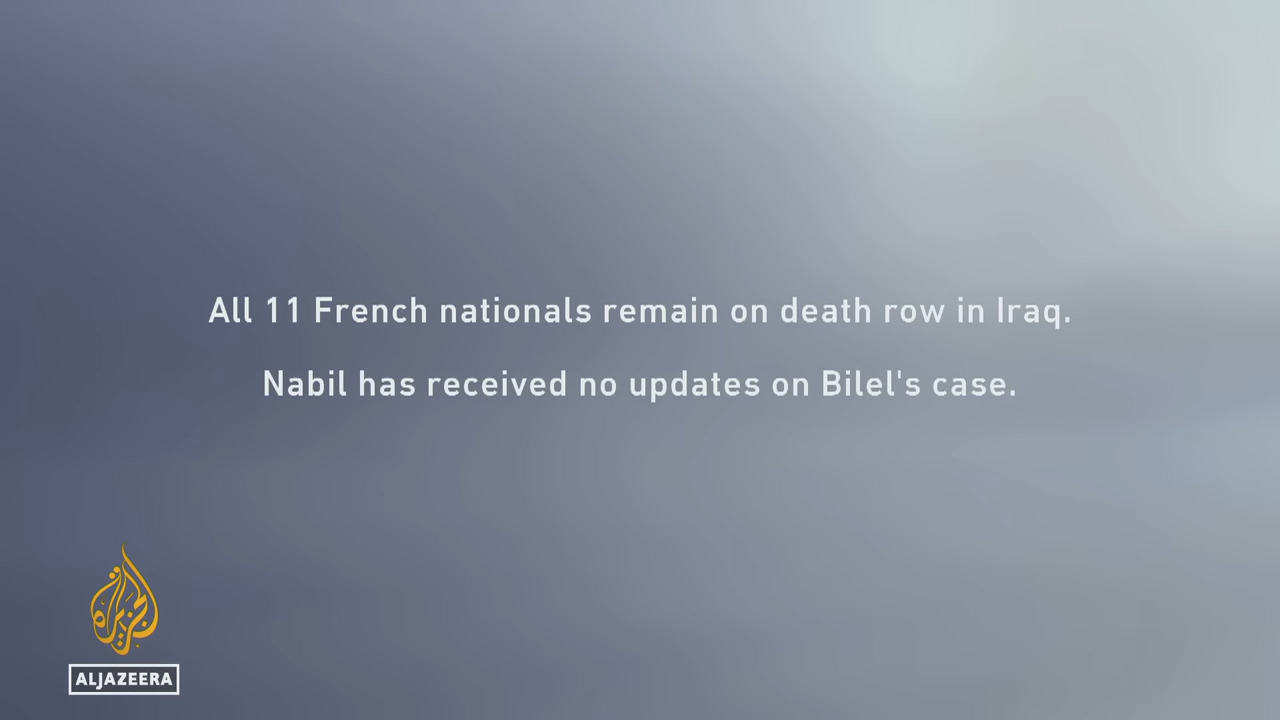 All 11 French nationals remain on death row in Iraq.
Nabil has received no updates on Bilel's case.
الجزيرة
ALJAZEERA